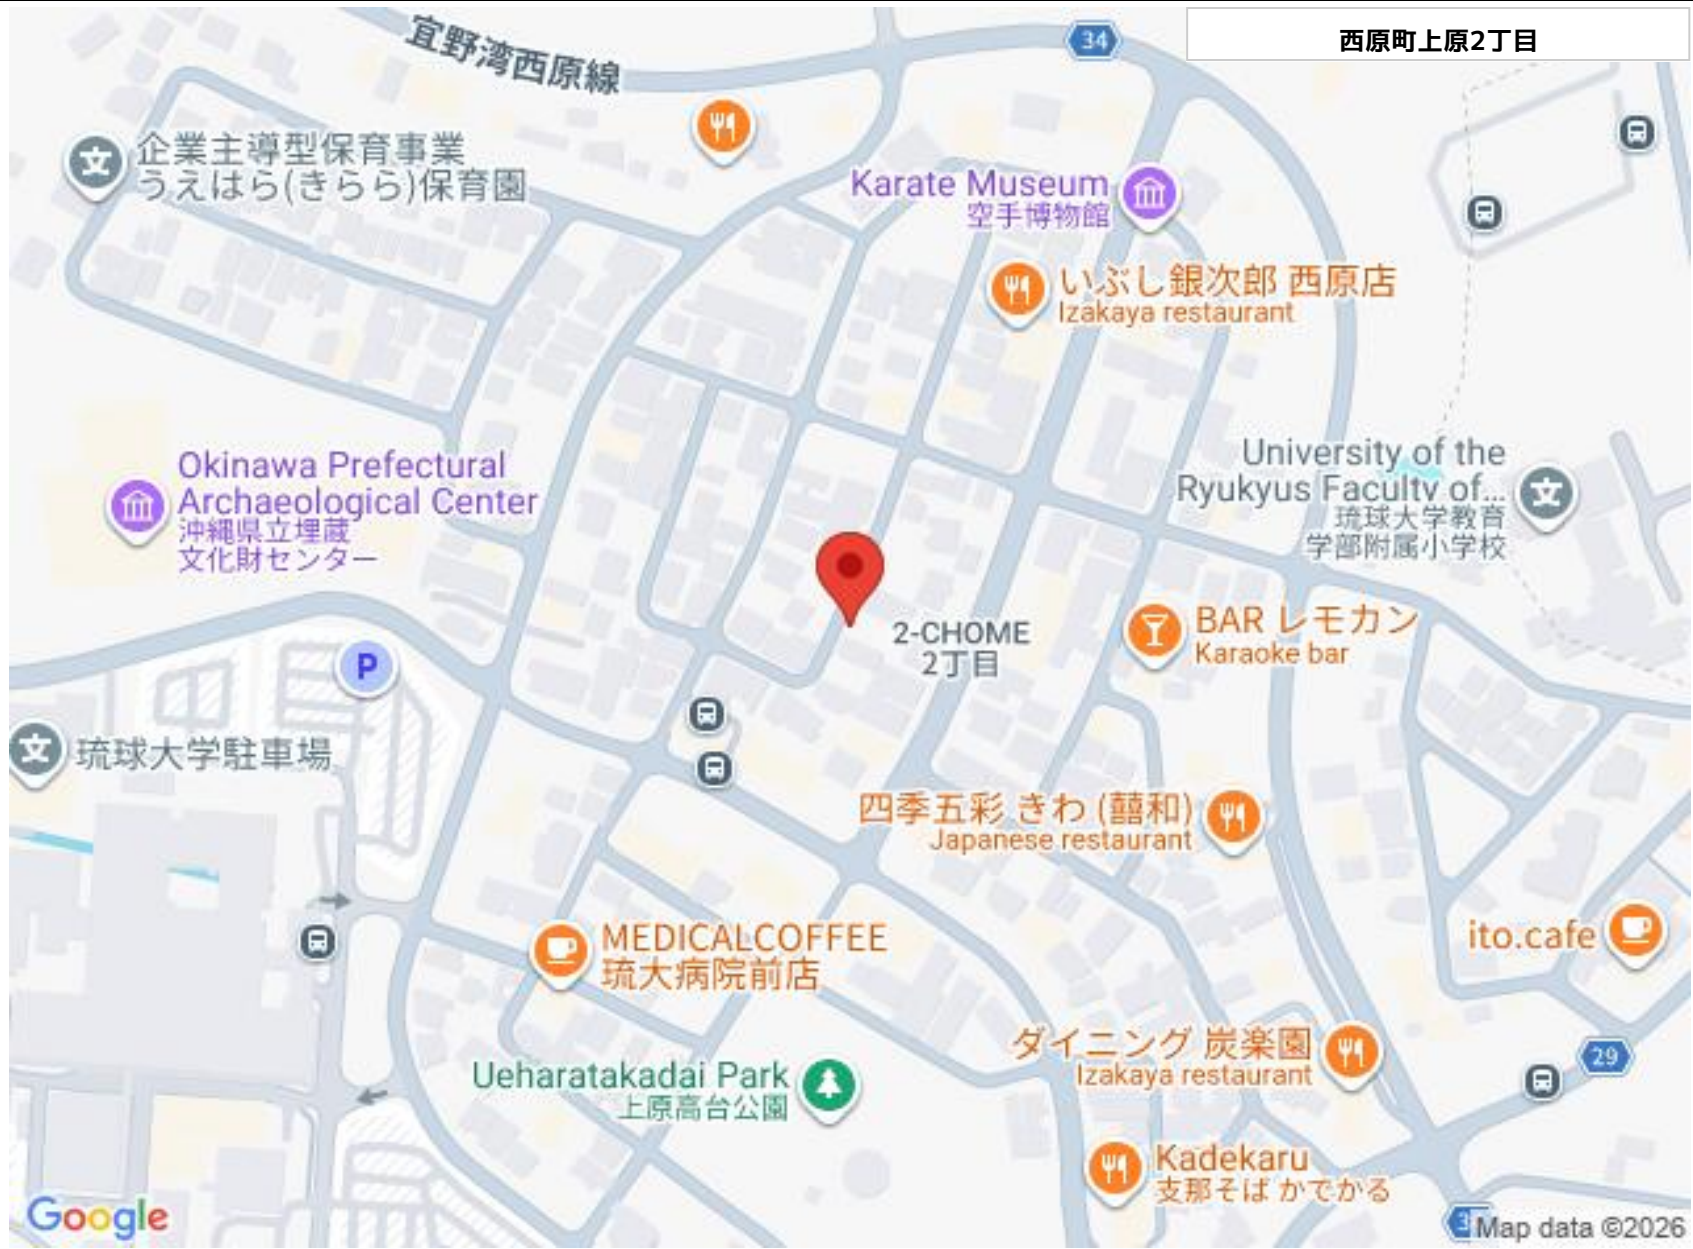 西原町上原2丁目
宜野湾西原線
34
企業主導型保育事業
うえはら(きらら)保育園
Karate Museum
空手博物館
いぶし銀次郎 西原店
Izakaya restaurant
University of the
Ryukyus Faculty of...
琉球大学教育
学部附属小学校
Okinawa Prefectural
Archaeological Center
沖縄県立埋蔵
文化財センター
2-CHOME
2丁目
BAR レモカン
Karaoke bar
P
琉球大学駐車場
四季五彩 きわ (囍和)
Japanese restaurant
MEDICALCOFFEE
琉大病院前店
ito.cafe
ダイニング 炭楽園
Izakaya restaurant
29
Ueharatakadai Park
上原高台公園
Kadekaru
支那そば かでかる
Google
Map data ©2026